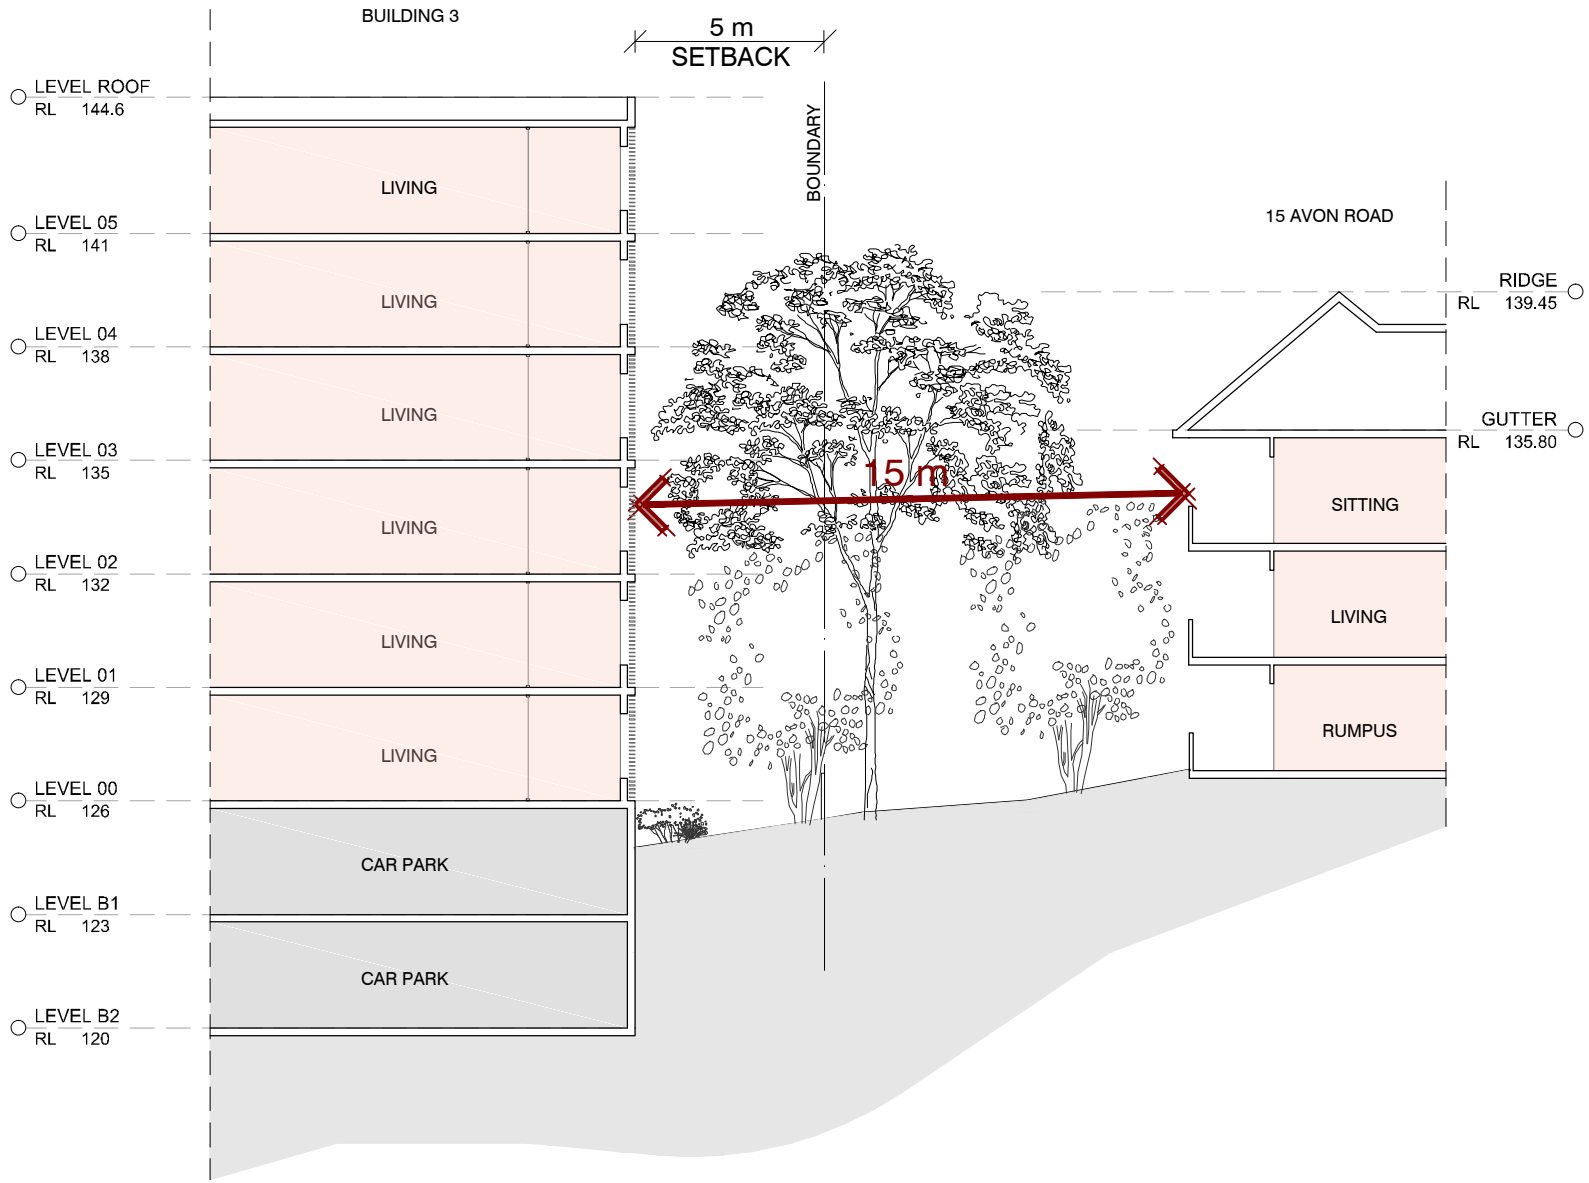 BUILDING 3
5 m
SETBACK
BOUNDARY
LEVEL ROOF
RL 144.6
LIVING
LEVEL 05
RL 141
LIVING
LEVEL 04
RL 138
LIVING
LEVEL 03
RL 135
LIVING
LEVEL 02
RL 132
LIVING
LEVEL 01
RL 129
LIVING
LEVEL 00
RL 126
CAR PARK
LEVEL B1
RL 123
CAR PARK
LEVEL B2
RL 120
15 m
15 AVON ROAD
RIDGE
RL 139.45
GUTTER
RL 135.80
SITTING
LIVING
RUMPUS